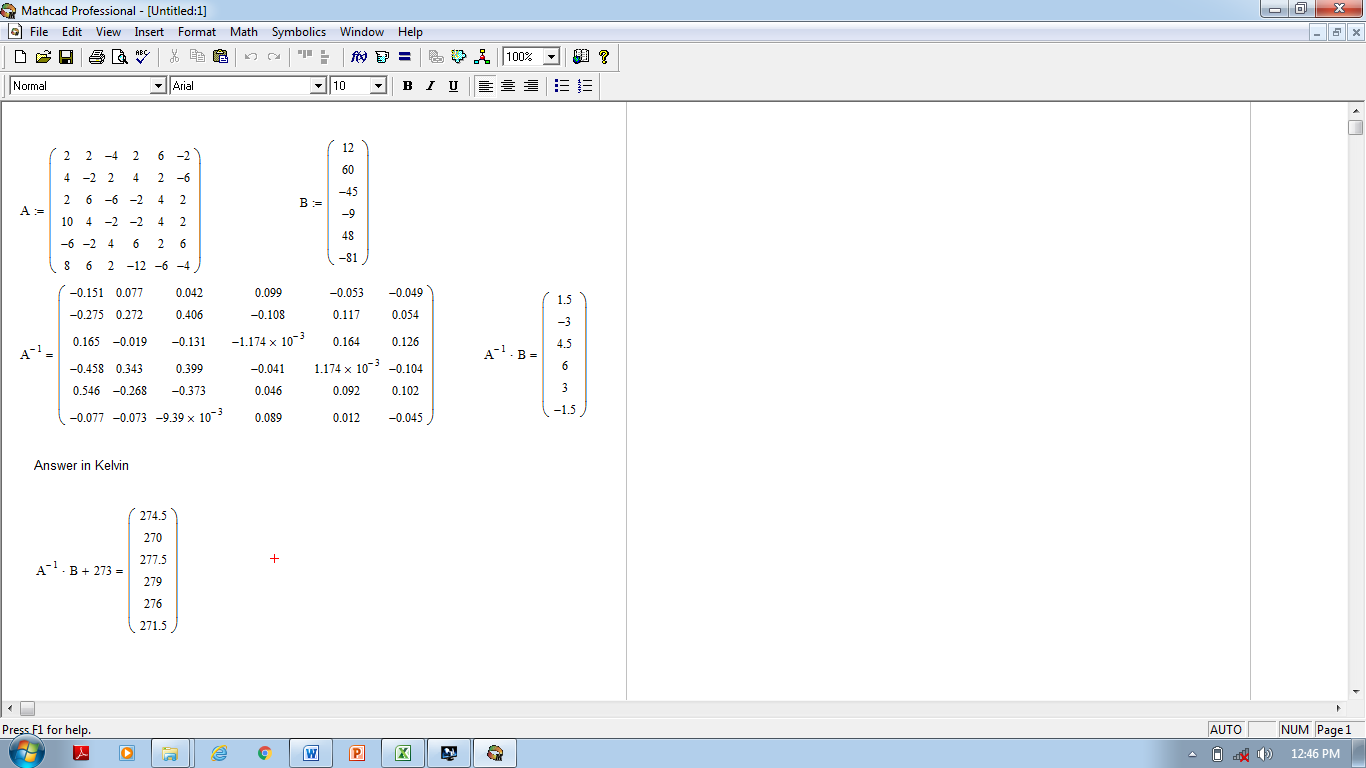 Mathcad Professional - [Untitled:1]
File Edit View Insert Format Math Symbolics Window Help
ABC f(x) 100% ?
Normal Arial 10 B I U
A := 2 2 −4 2 6 −2
4 −2 2 4 2 −6
2 6 −6 −2 4 2
10 4 −2 −2 4 2
−6 −2 4 6 2 6
8 6 2 −12 −6 −4
B := 12
60
−45
−9
48
−81
A⁻¹ = −0.151 0.077 0.042 0.099 −0.053 −0.049
−0.275 0.272 0.406 −0.108 0.117 0.054
0.165 −0.019 −0.131 −1.174 × 10⁻³ 0.164 0.126
−0.458 0.343 0.399 −0.041 1.174 × 10⁻³ −0.104
0.546 −0.268 −0.373 0.046 0.092 0.102
−0.077 −0.073 −9.39 × 10⁻³ 0.089 0.012 −0.045
A⁻¹ · B = 1.5
−3
4.5
6
3
−1.5
Answer in Kelvin
A⁻¹ · B + 273 = 274.5
270
277.5
279
276
271.5
Press F1 for help.
AUTO NUM Page 1
12:46 PM